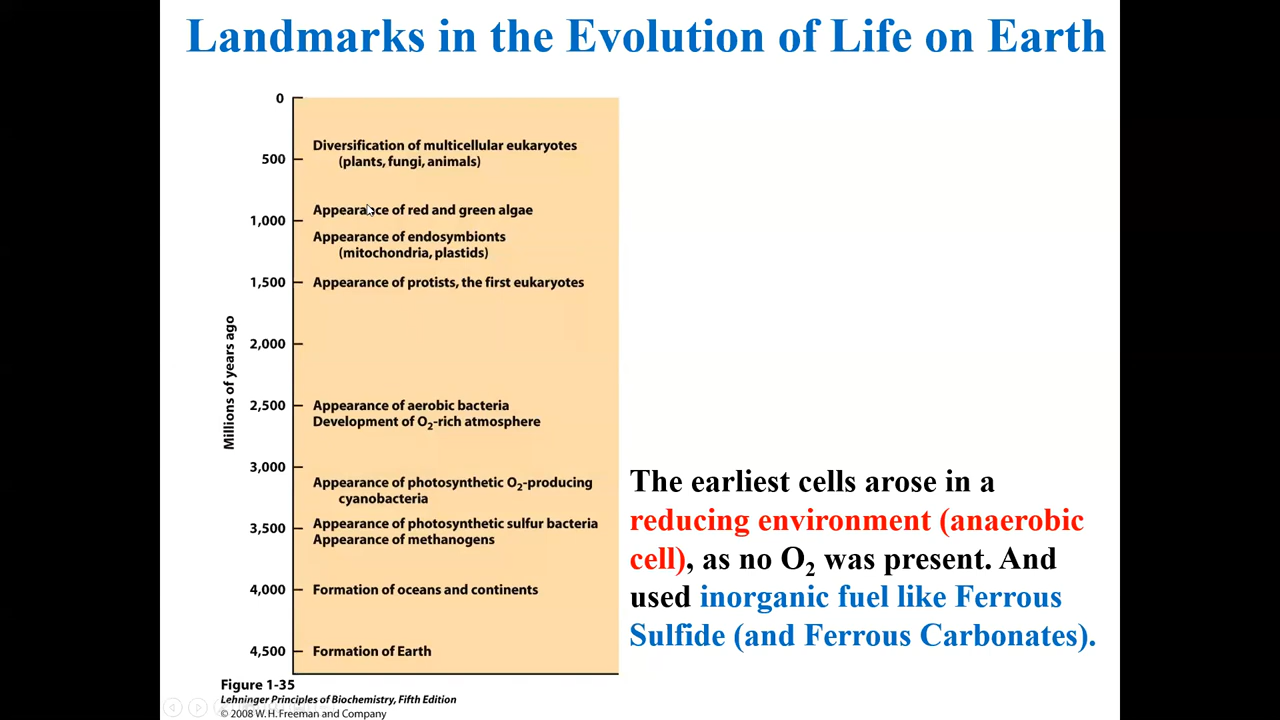 Landmarks in the Evolution of Life on Earth
0
Diversification of multicellular eukaryotes
500
(plants, fungi, animals)
Appearance of red and green algae
1,000
Appearance of endosymbionts
(mitochondria, plastids)
1,500
Appearance of protists, the first eukaryotes
2,000
Millions of years ago
2,500
Appearance of aerobic bacteria
Development of O₂-rich atmosphere
3,000
Appearance of photosynthetic O₂-producing
cyanobacteria
3,500
Appearance of photosynthetic sulfur bacteria
Appearance of methanogens
4,000
Formation of oceans and continents
4,500
Formation of Earth
The earliest cells arose in a
reducing environment (anaerobic
cell), as no O₂ was present. And
used inorganic fuel like Ferrous
Sulfide (and Ferrous Carbonates).
Figure 1-35
Lehninger Principles of Biochemistry, Fifth Edition
© 2008 W. H. Freeman and Company